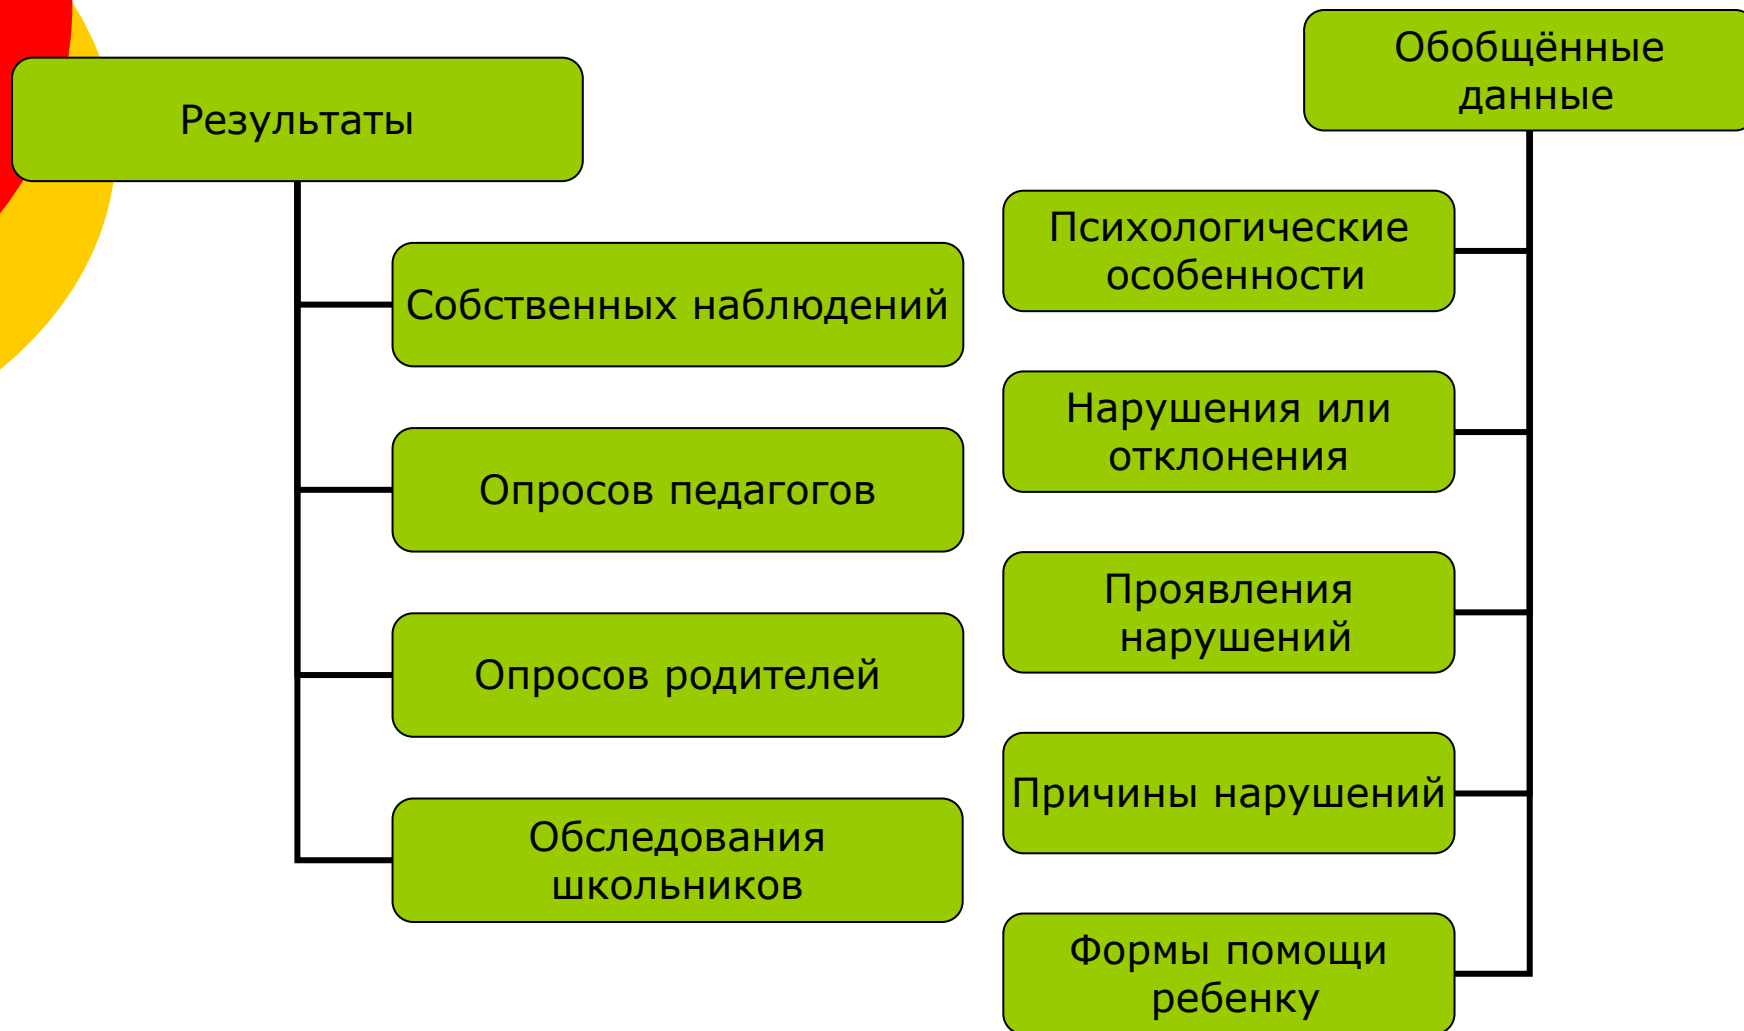 Результаты
Собственных наблюдений
Опросов педагогов
Опросов родителей
Обследования
школьников
Обобщённые
данные
Психологические
особенности
Нарушения или
отклонения
Проявления
нарушений
Причины нарушений
Формы помощи
ребенку